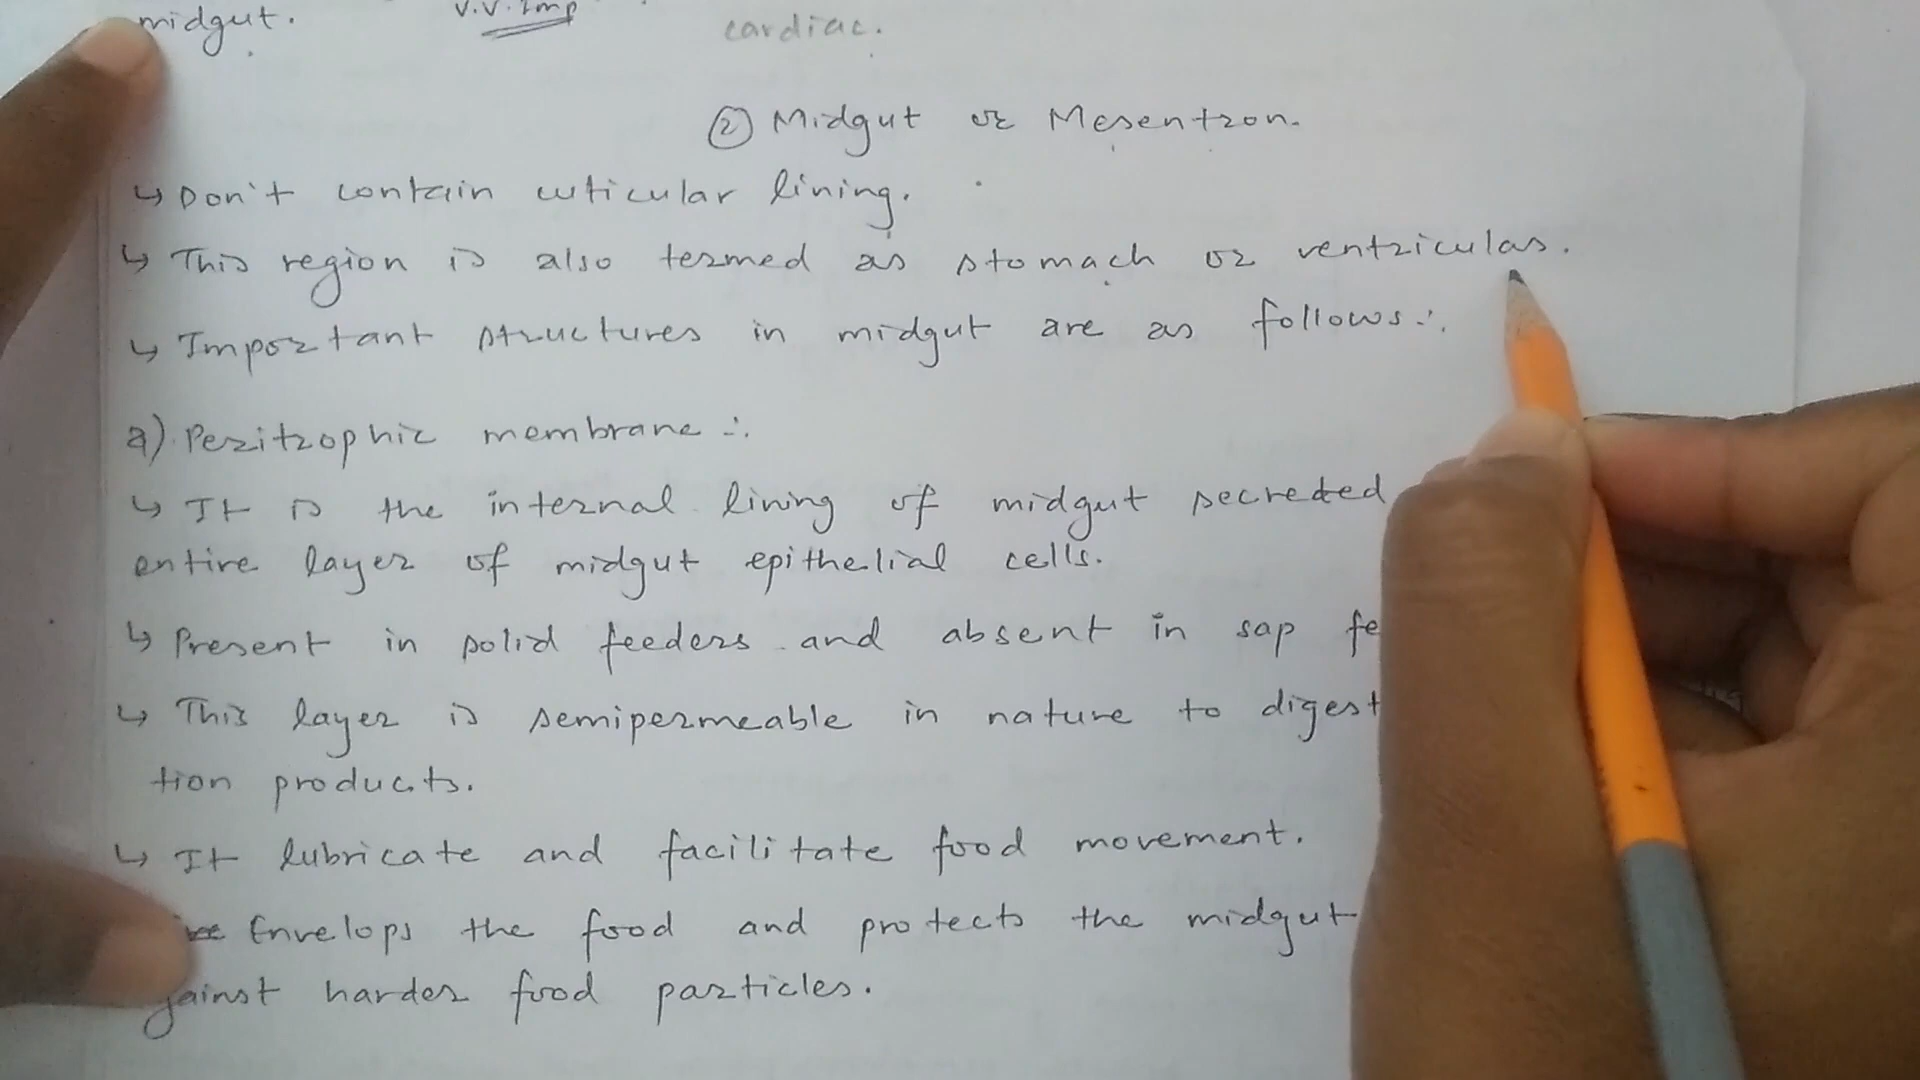 midgut. V.V.Imp cardiac.
② Midgut or Mesentron.
↳ Don't contain cuticular lining.
↳ This region is also termed as stomach or ventriculas.
↳ Important structures in midgut are as follows:.
a) Peritrophic membrane :.
↳ It is the internal lining of midgut secreted
entire layer of midgut epithelial cells.
↳ Present in solid feeders and absent in sap fe
↳ This layer is semipermeable in nature to digest
tion products.
↳ It lubricate and facilitate food movement.
Envelops the food and protects the midgut
gainst harder food particles.